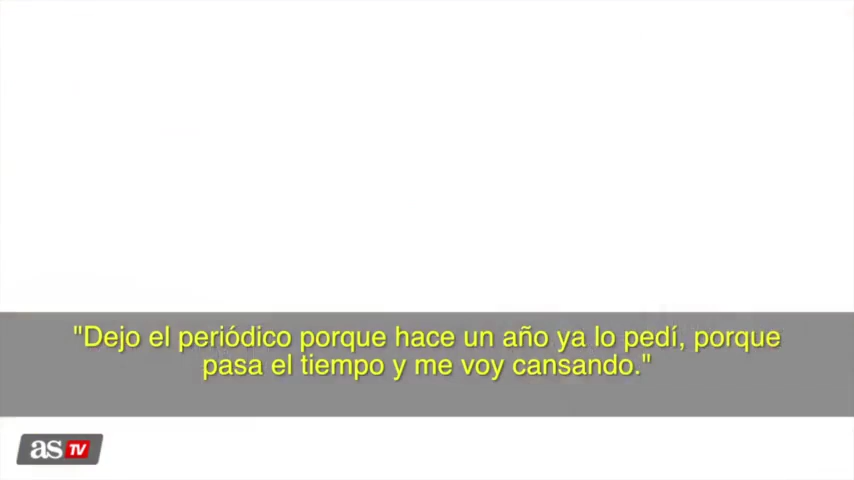 "Dejo el periódico porque hace un año ya lo pedí, porque
pasa el tiempo y me voy cansando."
as TV